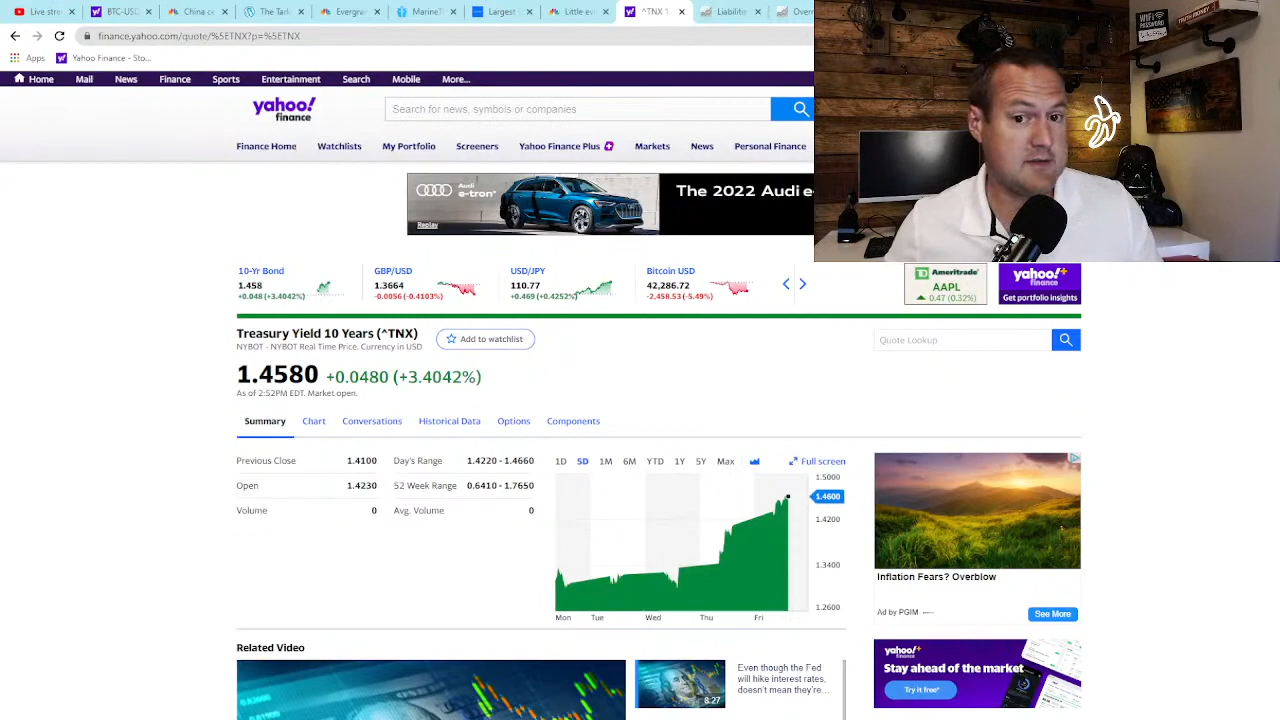 Live stre
BTC-USD
China ce
The Tark
Evergran
MarineT
Largest
Little evi
^TNX 1.
Liabilitie
Over
finance.yahoo.com/quote/%5ETNX?p=%5ETNX
Apps
Yahoo Finance - Sto...
Home
Mail
News
Finance
Sports
Entertainment
Search
Mobile
More...
yahoo!
finance
Search for news, symbols or companies
Finance Home
Watchlists
My Portfolio
Screeners
Yahoo Finance Plus
Markets
News
Personal Finance
WIFI
PASSWORD
TRUTH MONEY
Audi
e-tron®
Replay
The 2022 Audi e
10-Yr Bond
1.458
+0.048 (+3.4042%)
GBP/USD
1.3664
-0.0056 (-0.4103%)
USD/JPY
110.77
+0.469 (+0.4252%)
Bitcoin USD
42,286.72
-2,458.53 (-5.49%)
Ameritrade
AAPL
0.47 (0.32%)
yahoo!+
finance
Get portfolio insights
Treasury Yield 10 Years (^TNX)
NYBOT - NYBOT Real Time Price. Currency in USD
Add to watchlist
Quote Lookup
1.4580 +0.0480 (+3.4042%)
As of 2:52PM EDT. Market open.
Summary
Chart
Conversations
Historical Data
Options
Components
Previous Close 1.4100
Day's Range 1.4220 - 1.4660
Open 1.4230
52 Week Range 0.6410 - 1.7650
Volume 0
Avg. Volume 0
1D 5D 1M 6M YTD 1Y 5Y Max
Full screen
1.5000
1.4600
1.4200
1.3400
1.2600
Mon Tue Wed Thu Fri
Inflation Fears? Overblow
Ad by PGIM
See More
Related Video
Even though the Fed
will hike interest rates,
doesn't mean they're...
8:27
yahoo!+
finance
Stay ahead of the market
Try it free*